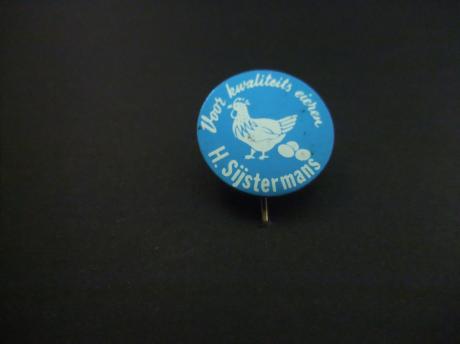 Voor kwaliteits eieren
H. Sijstermans